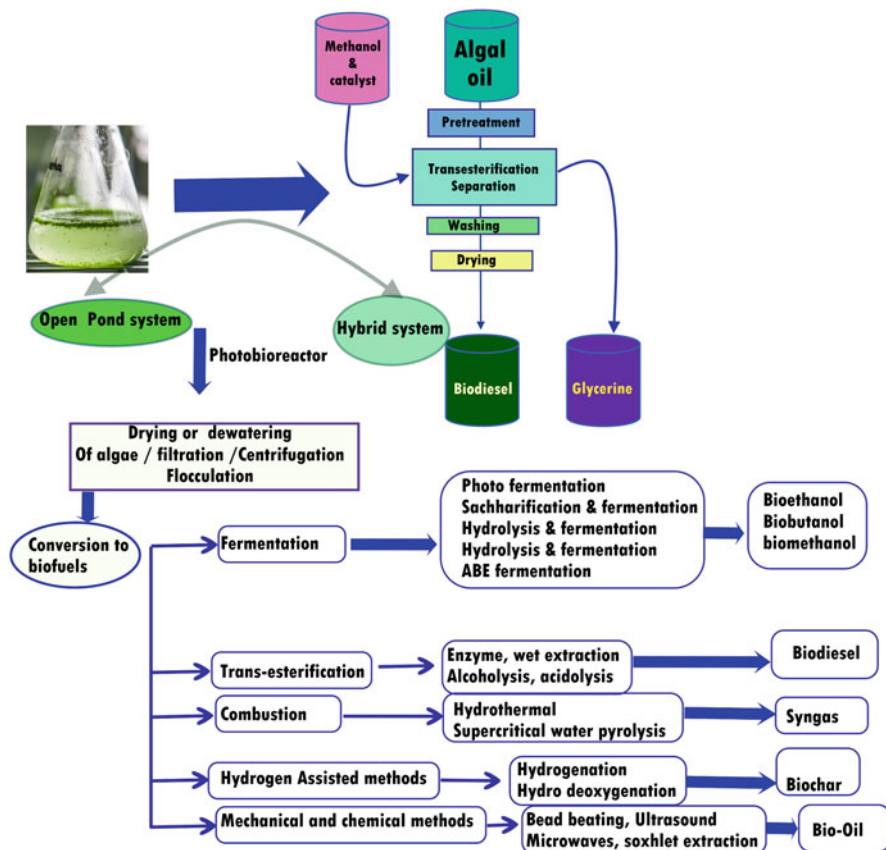 Methanol
&
catalyst
Algal
oil
Pretreatment
Transesterification
Separation
Washing
Drying
Open Pond system
Hybrid system
Photobioreactor
Biodiesel
Glycerine
Drying or dewatering
Of algae / filtration /Centrifugation
Flocculation
Conversion to
biofuels
Fermentation
Photo fermentation
Sachharification & fermentation
Hydrolysis & fermentation
Hydrolysis & fermentation
ABE fermentation
Bioethanol
Biobutanol
biomethanol
Trans-esterification
Enzyme, wet extraction
Alcoholysis, acidolysis
Biodiesel
Combustion
Hydrothermal
Supercritical water pyrolysis
Syngas
Hydrogen Assisted methods
Hydrogenation
Hydro deoxygenation
Biochar
Mechanical and chemical methods
Bead beating, Ultrasound
Microwaves, soxhlet extraction
Bio-Oil